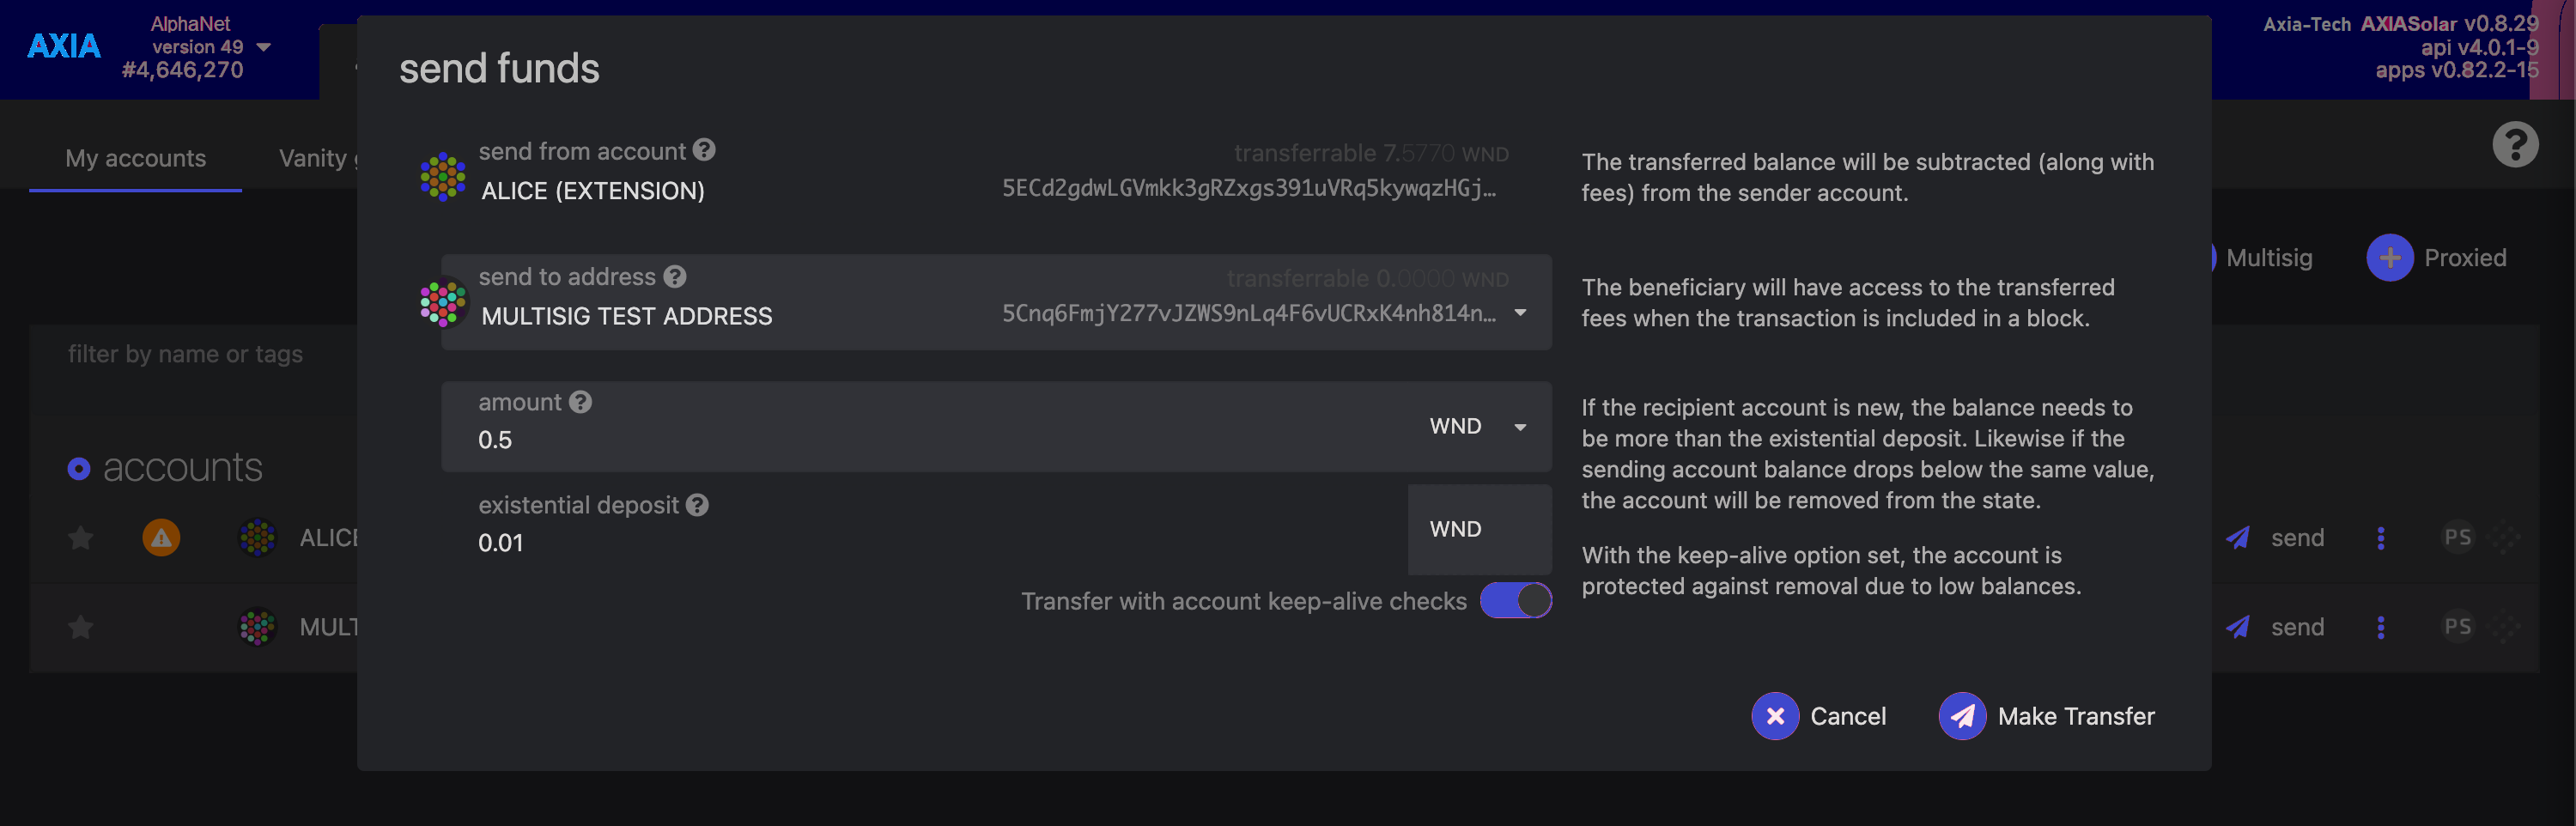 AXIA
AlphaNet
version 49
#4,646,270
Axia-Tech AXIASolar v0.8.29
api v4.0.1-9
apps v0.82.2-15
My accounts
Vanity
Multisig
Proxied
filter by name or tags
accounts
ALICE
send
PS
MULT
send
PS
send funds
send from account
transferrable 7.5770 WND
ALICE (EXTENSION)
5ECd2gdwLGVmkk3gRZxgs391uVRq5kywqzHGj…
The transferred balance will be subtracted (along with
fees) from the sender account.
send to address
transferrable 0.0000 WND
MULTISIG TEST ADDRESS
5Cnq6FmjY277vJZWS9nLq4F6vUCRxK4nh814n…
The beneficiary will have access to the transferred
fees when the transaction is included in a block.
amount
0.5
WND
existential deposit
0.01
WND
If the recipient account is new, the balance needs to
be more than the existential deposit. Likewise if the
sending account balance drops below the same value,
the account will be removed from the state.
With the keep-alive option set, the account is
protected against removal due to low balances.
Transfer with account keep-alive checks
Cancel
Make Transfer